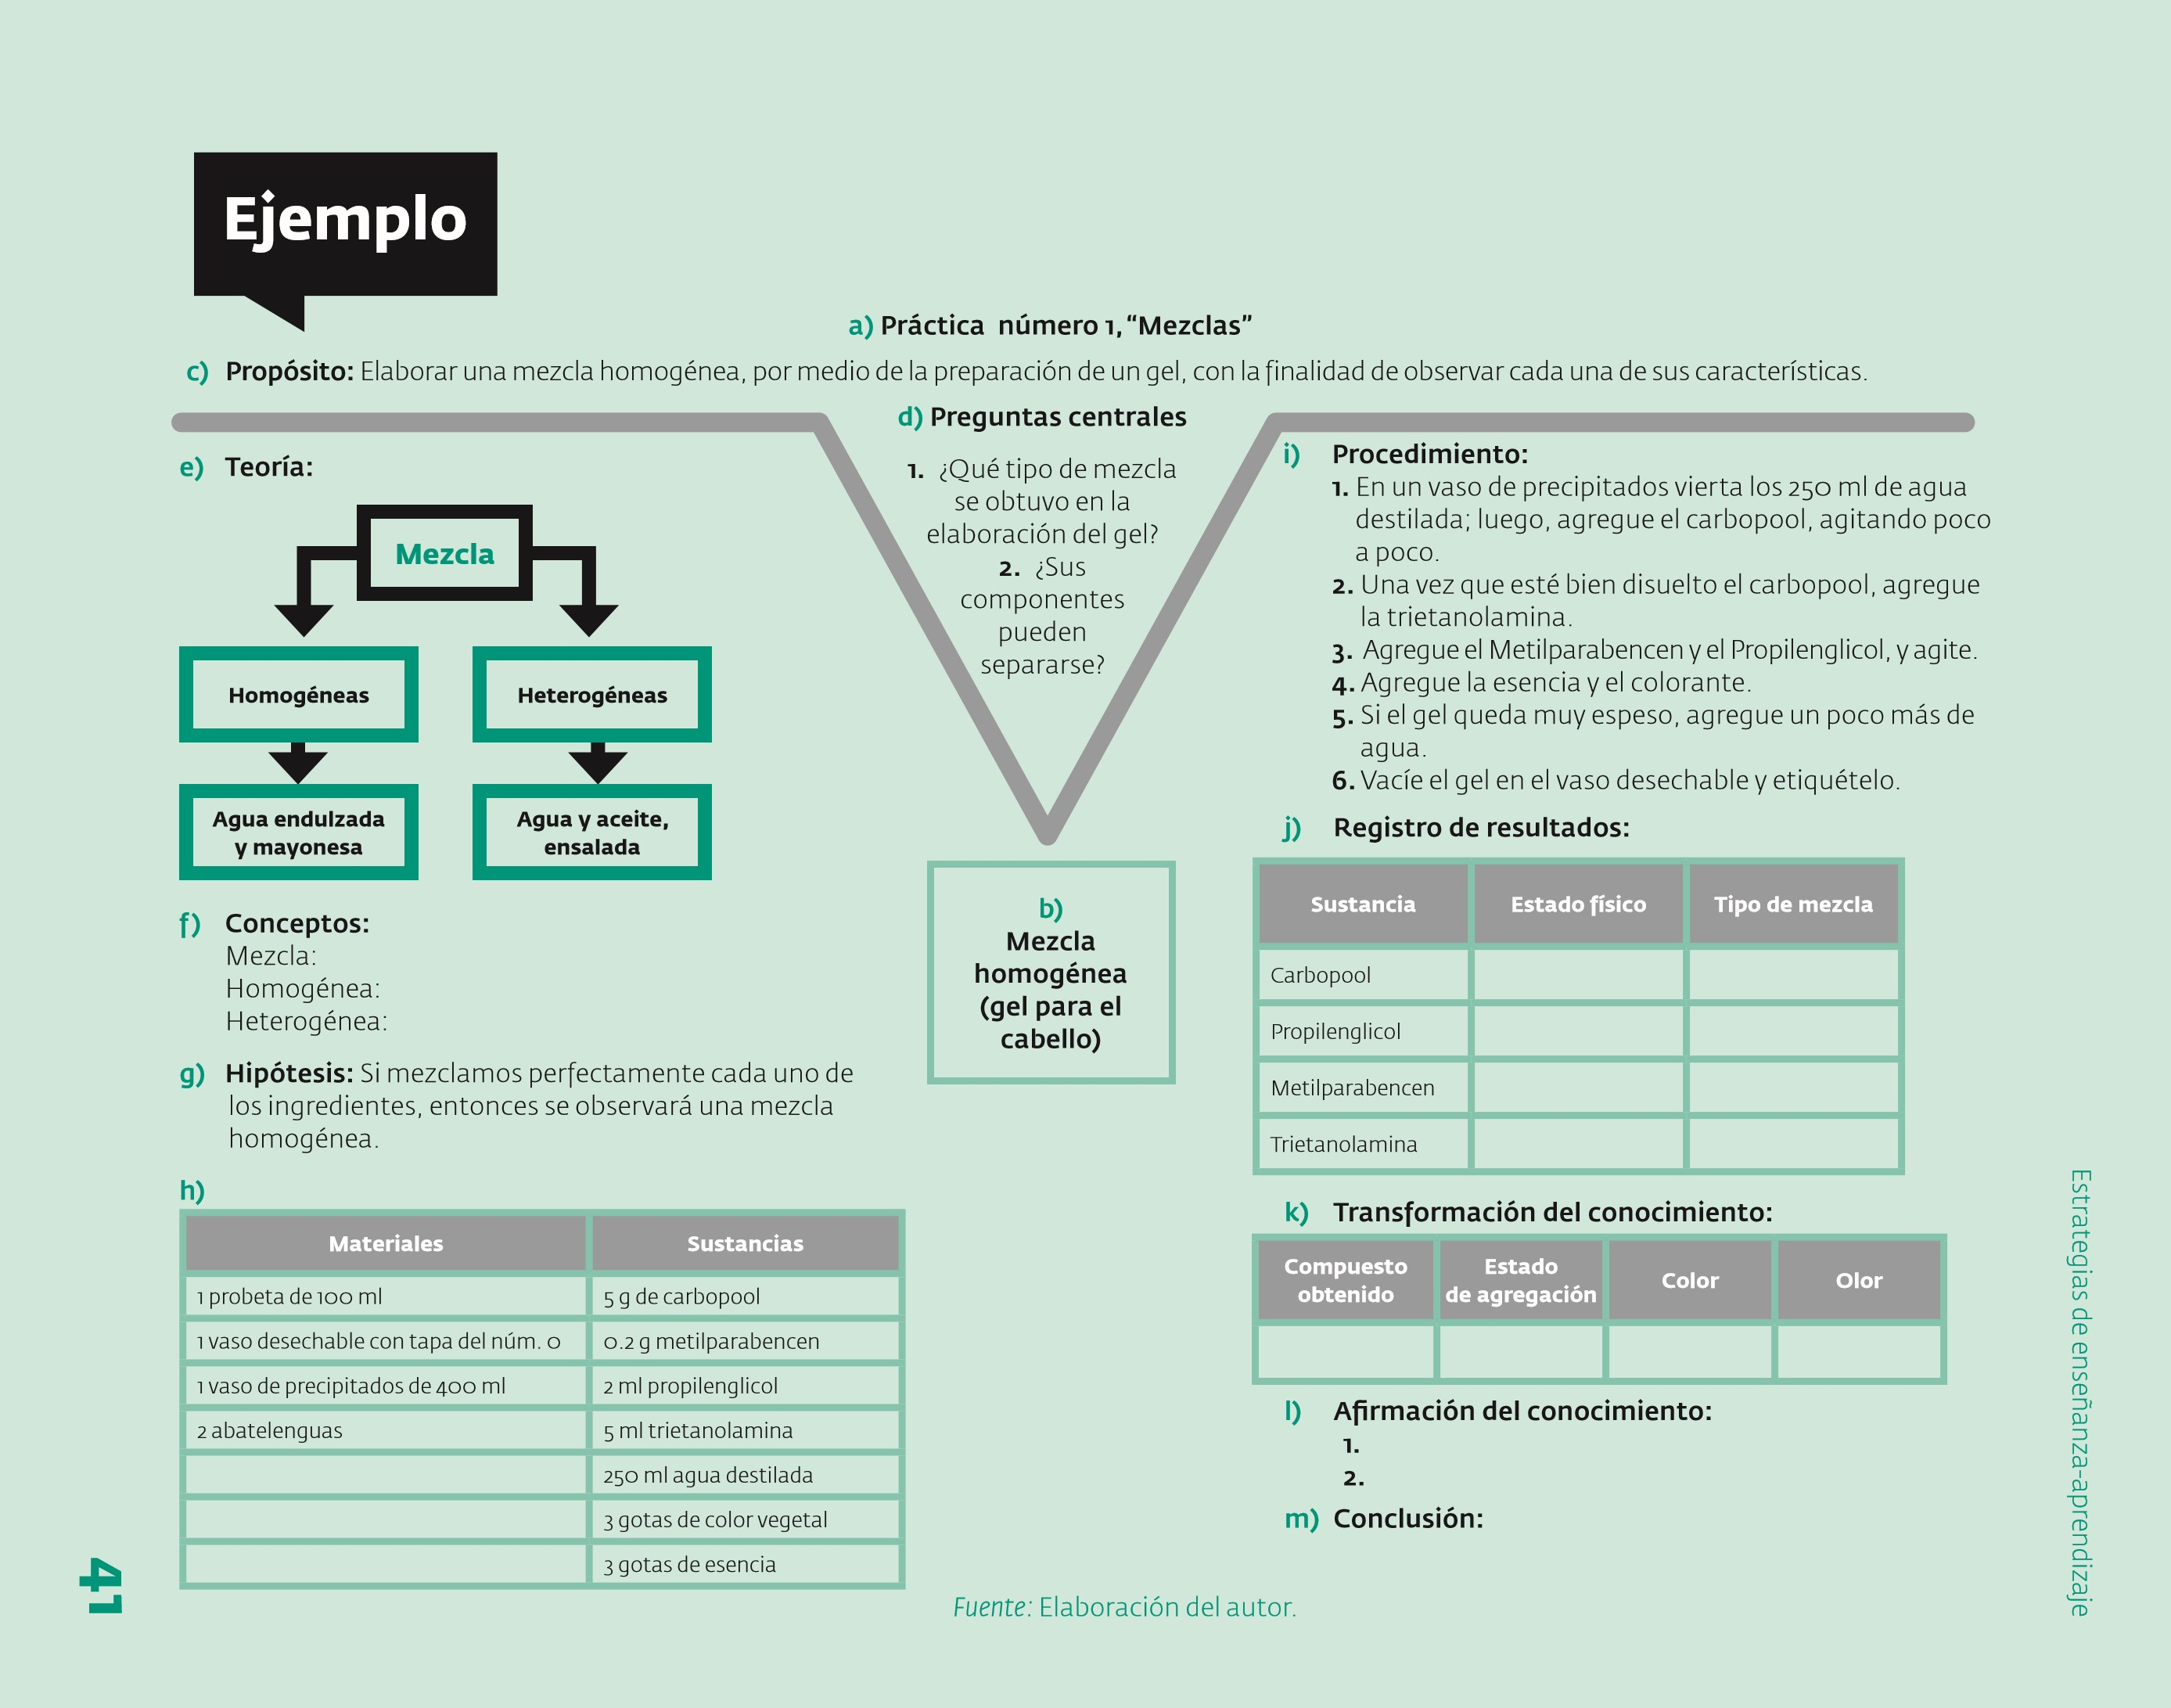 Ejemplo
a) Práctica número 1, “Mezclas”
c) Propósito: Elaborar una mezcla homogénea, por medio de la preparación de un gel, con la finalidad de observar cada una de sus características.
d) Preguntas centrales
1. ¿Qué tipo de mezcla
se obtuvo en la
elaboración del gel?
2. ¿Sus
componentes
pueden
separarse?
e) Teoría:
Mezcla
Homogéneas
Heterogéneas
Agua endulzada
y mayonesa
Agua y aceite,
ensalada
f) Conceptos:
Mezcla:
Homogénea:
Heterogénea:
g) Hipótesis: Si mezclamos perfectamente cada uno de
los ingredientes, entonces se observará una mezcla
homogénea.
h)
Materiales Sustancias
1 probeta de 100 ml 5 g de carbopool
1 vaso desechable con tapa del núm. 0 0.2 g metilparabencen
1 vaso de precipitados de 400 ml 2 ml propilenglicol
2 abatelenguas 5 ml trietanolamina
250 ml agua destilada
3 gotas de color vegetal
3 gotas de esencia
b)
Mezcla
homogénea
(gel para el
cabello)
i) Procedimiento:
1. En un vaso de precipitados vierta los 250 ml de agua
destilada; luego, agregue el carbopool, agitando poco
a poco.
2. Una vez que esté bien disuelto el carbopool, agregue
la trietanolamina.
3. Agregue el Metilparabencen y el Propilenglicol, y agite.
4. Agregue la esencia y el colorante.
5. Si el gel queda muy espeso, agregue un poco más de
agua.
6. Vacíe el gel en el vaso desechable y etiquételo.
j) Registro de resultados:
Sustancia Estado físico Tipo de mezcla
Carbopool
Propilenglicol
Metilparabencen
Trietanolamina
k) Transformación del conocimiento:
Compuesto
obtenido
Estado
de agregación
Color
Olor
l) Afirmación del conocimiento:
1.
2.
m) Conclusión:
Fuente: Elaboración del autor.
Estrategias de enseñanza-aprendizaje
41